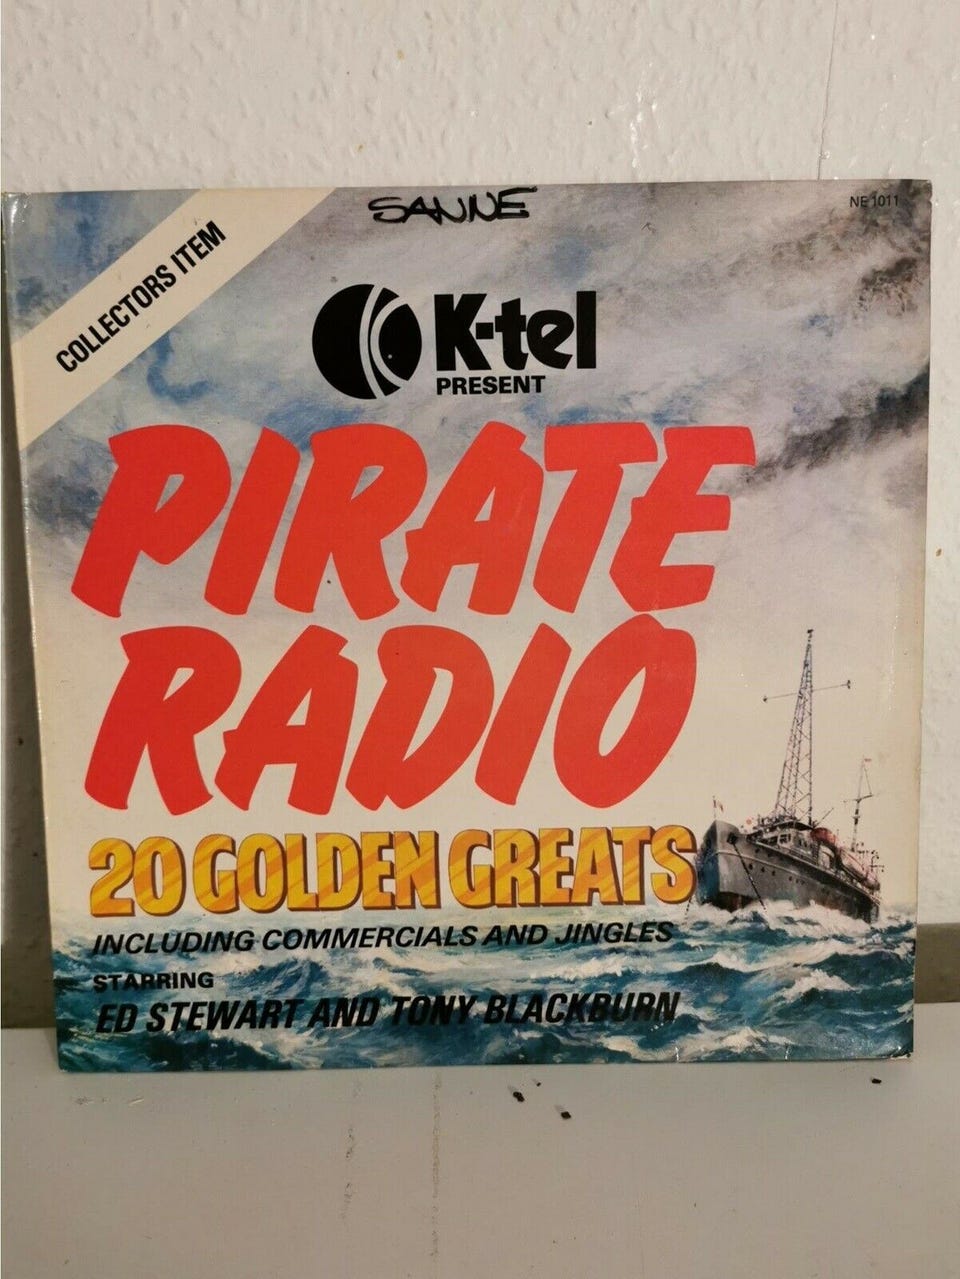 SANNE
NE 1011
COLLECTORS ITEM
K-tel
PRESENT
PIRATE
RADIO
20 GOLDEN GREATS
INCLUDING COMMERCIALS AND JINGLES
STARRING
ED STEWART AND TONY BLACKBURN